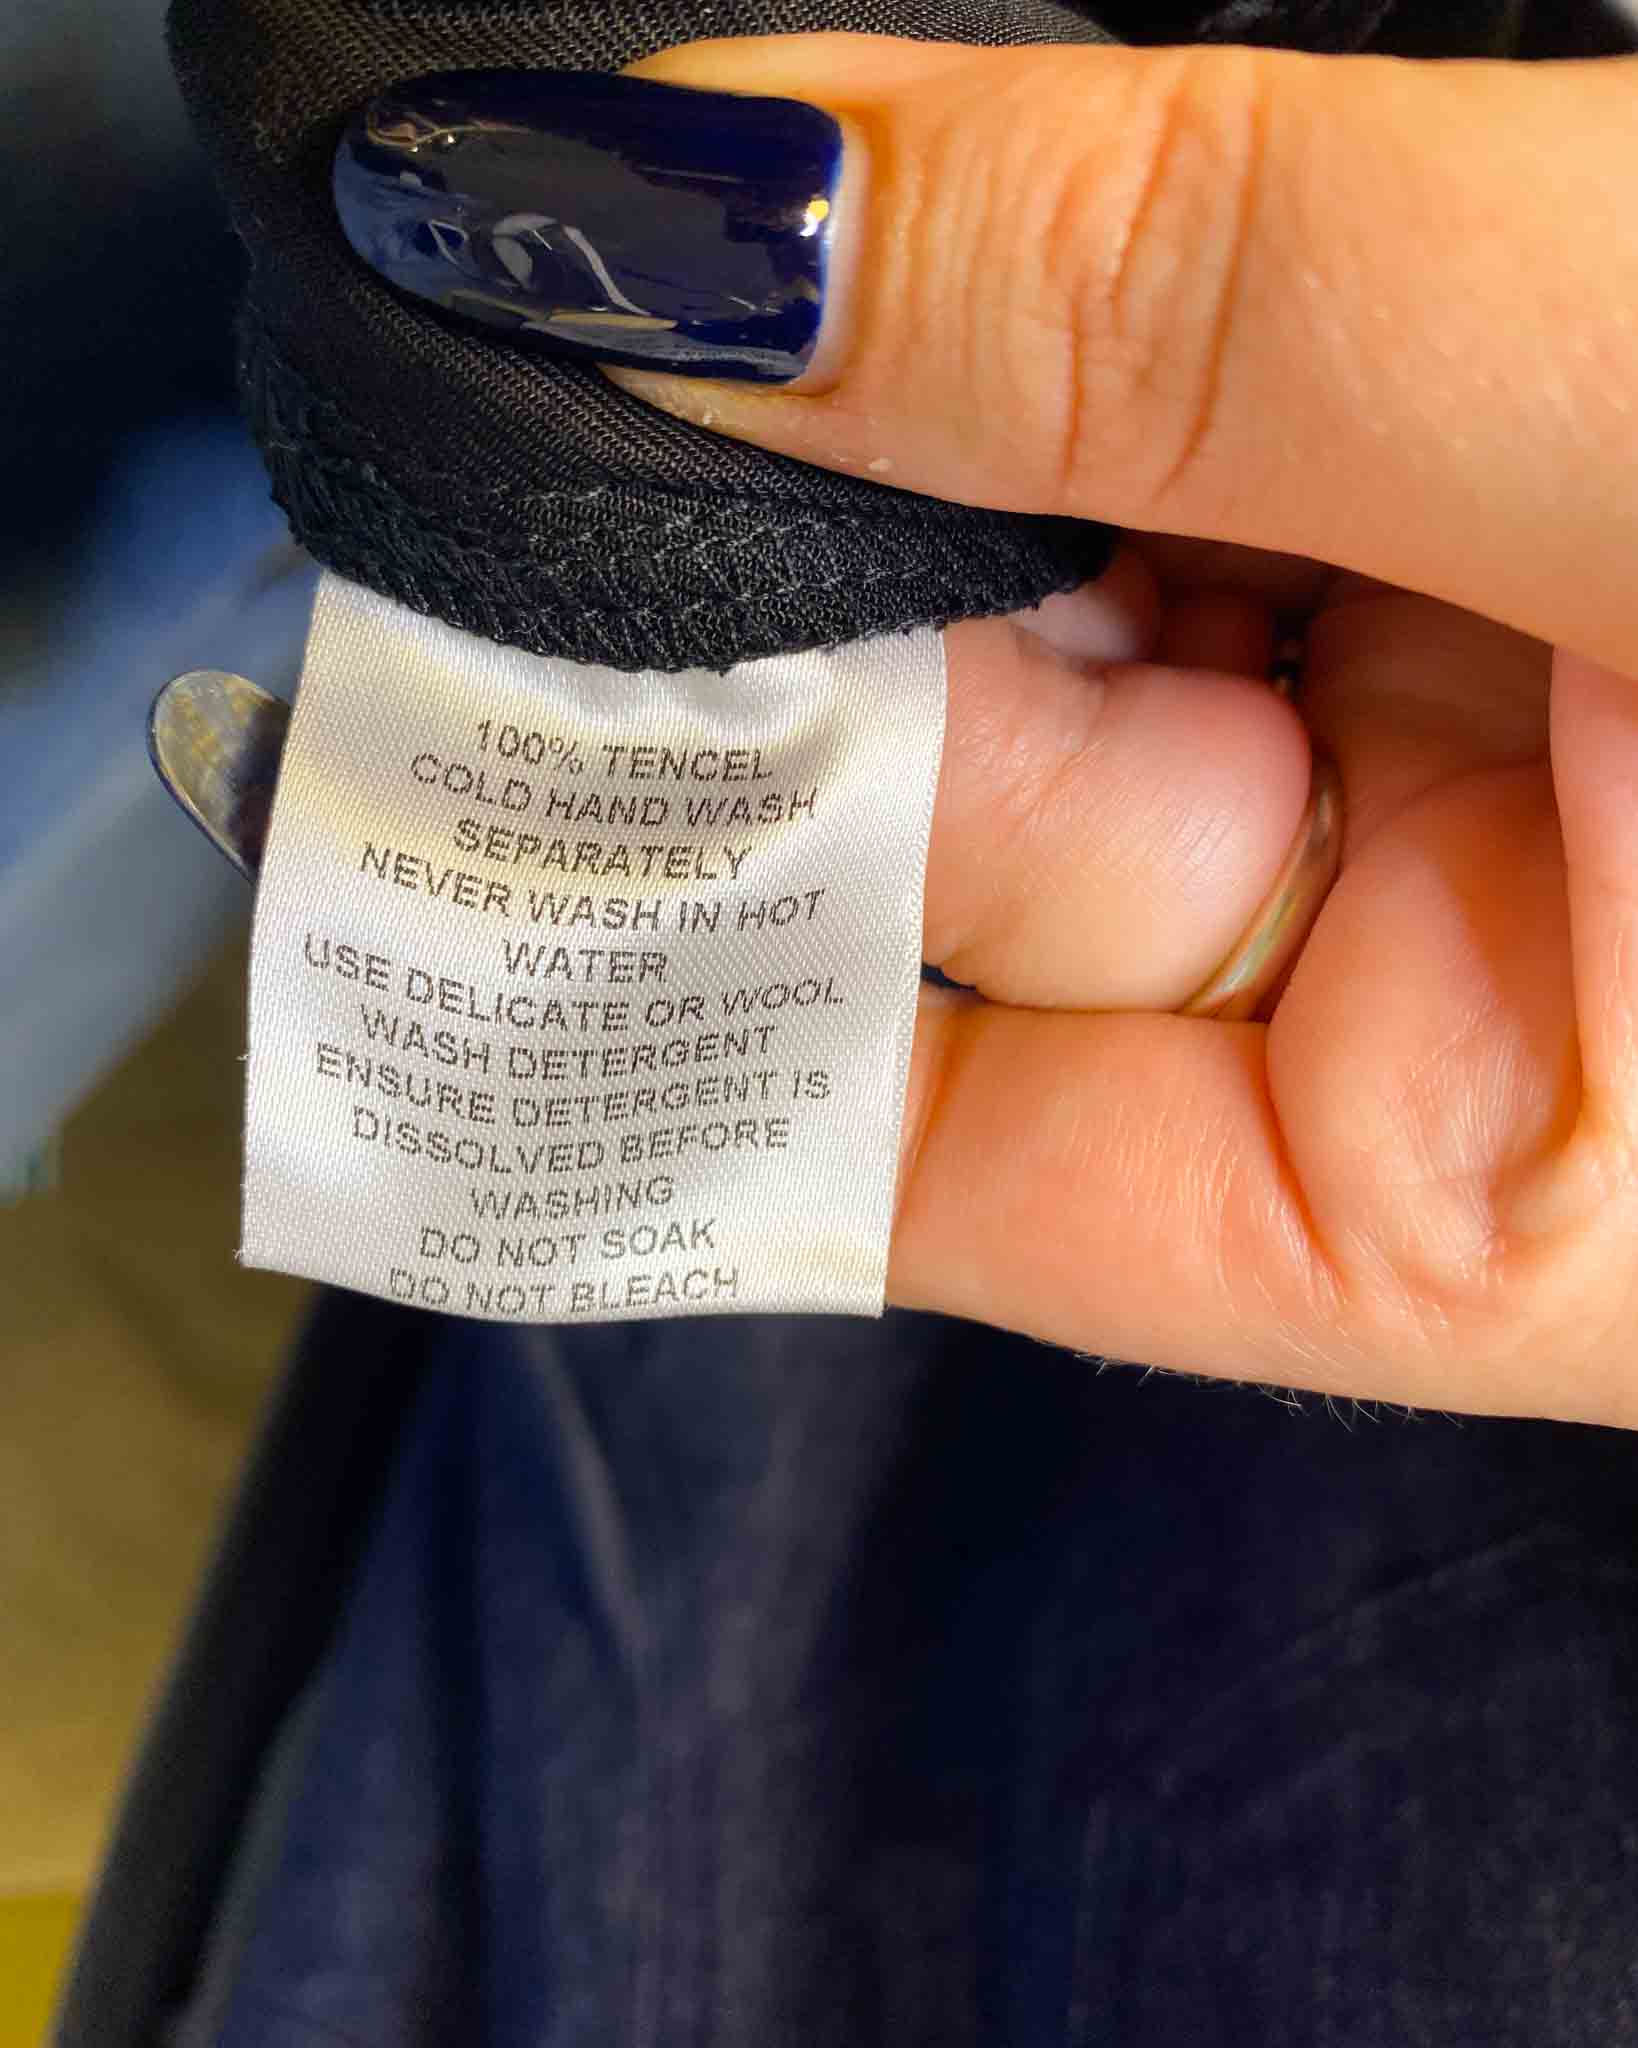 100% TENCEL
COLD HAND WASH
SEPARATELY
NEVER WASH IN HOT
WATER
USE DELICATE OR WOOL
WASH DETERGENT
ENSURE DETERGENT IS
DISSOLVED BEFORE
WASHING
DO NOT SOAK
DO NOT BLEACH